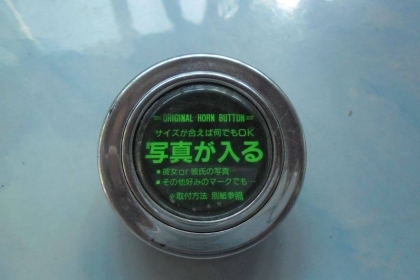 ORIGINAL HORN BUTTON
サイズが合えば何でもOK
写真が入る
●彼女or彼氏の写真
●その他好みのマークでも…
取付方法 別紙参照